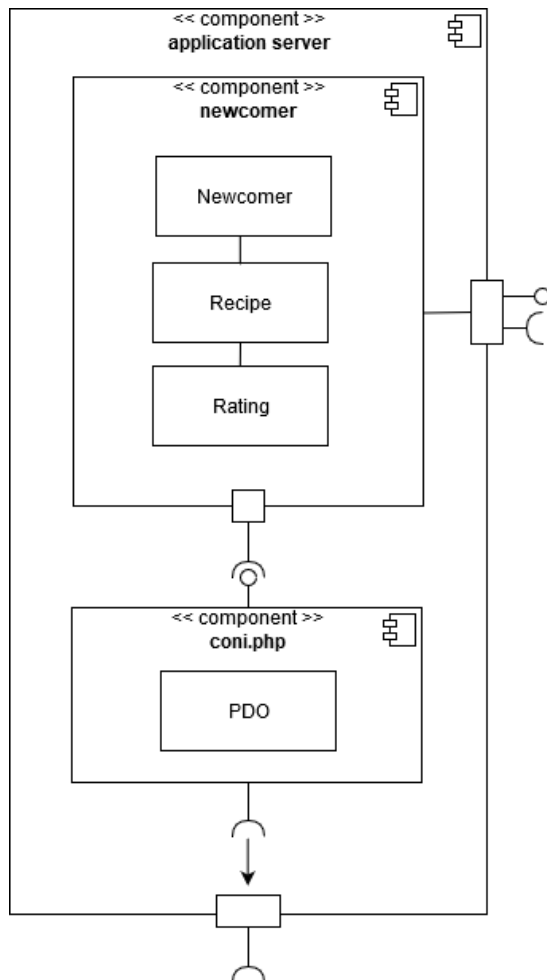 << component >>
application server
<< component >>
newcomer
Newcomer
Recipe
Rating
<< component >>
coni.php
PDO